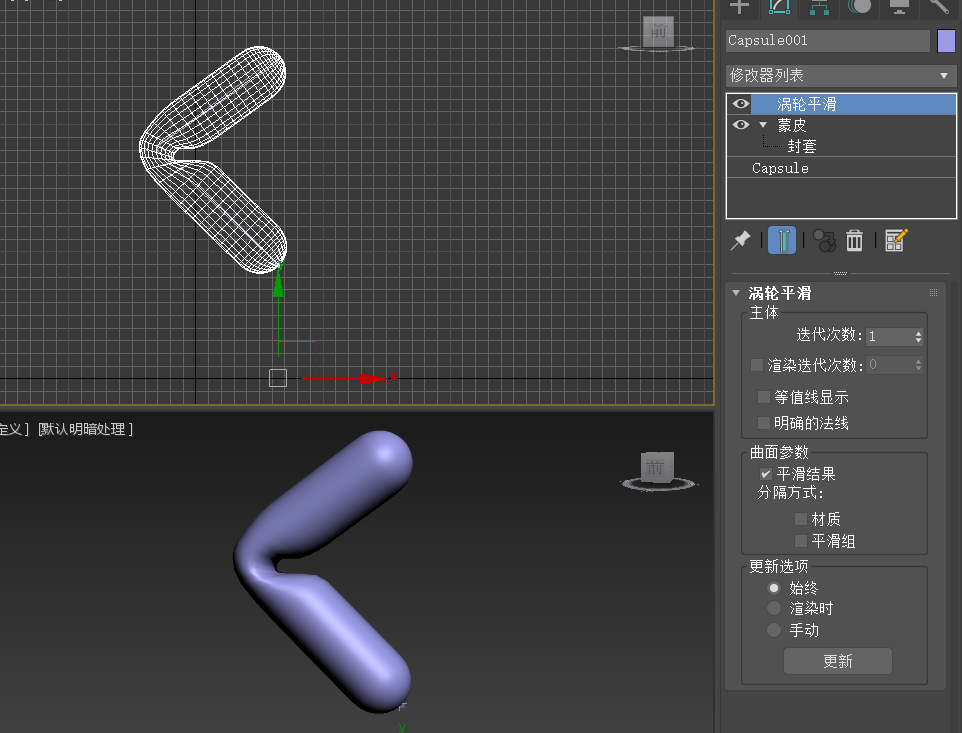 前
定义 ] [默认明暗处理 ]
前
y
x
Capsule001
修改器列表
涡轮平滑
蒙皮
封套
Capsule
涡轮平滑
主体
迭代次数: 1
渲染迭代次数: 0
等值线显示
明确的法线
曲面参数
平滑结果
分隔方式:
材质
平滑组
更新选项
始终
渲染时
手动
更新